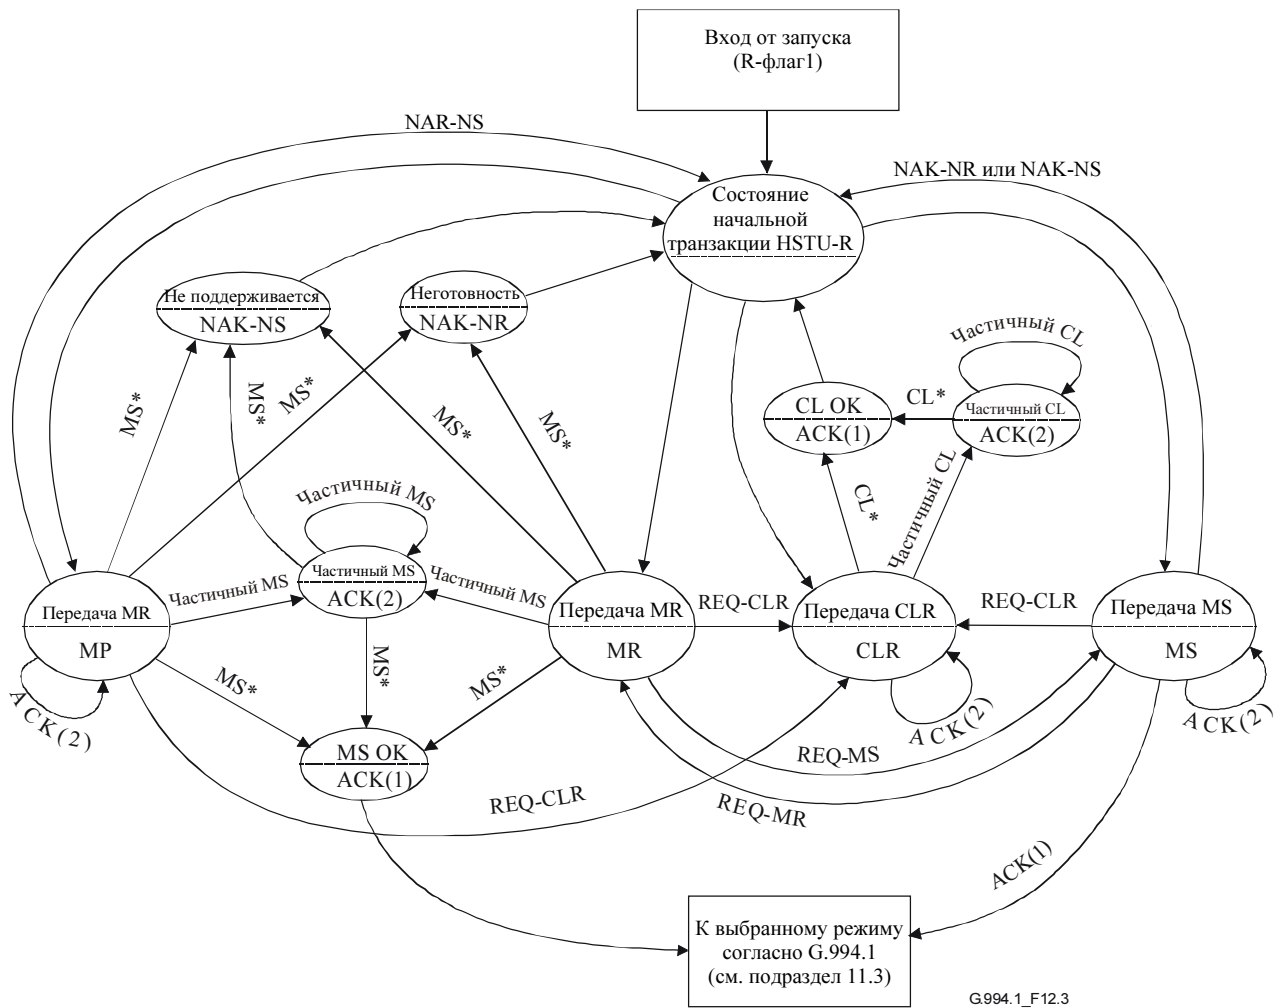 Вход от запуска
(R-флаг1)
NAR-NS
NAK-NR или NAK-NS
Состояние
начальной
транзакции HSTU-R
Не поддерживается
NAK-NS
Неготовность
NAK-NR
Частичный CL
CL OK
ACK(1)
CL*
Частичный CL
ACK(2)
MS*
MS*
MS*
MS*
MS*
CL*
Частичный CL
Частичный MS
Частичный MS
ACK(2)
Частичный MS
Частичный MS
Передача MR
MP
Передача MR
MR
REQ-CLR
Передача CLR
CLR
REQ-CLR
Передача MS
MS
ACK(2)
MS*
MS*
MS*
ACK(2)
ACK(2)
MS OK
ACK(1)
REQ-MS
REQ-CLR
REQ-MR
ACK(1)
К выбранному режиму
согласно G.994.1
(см. подраздел 11.3)
G.994.1_F12.3